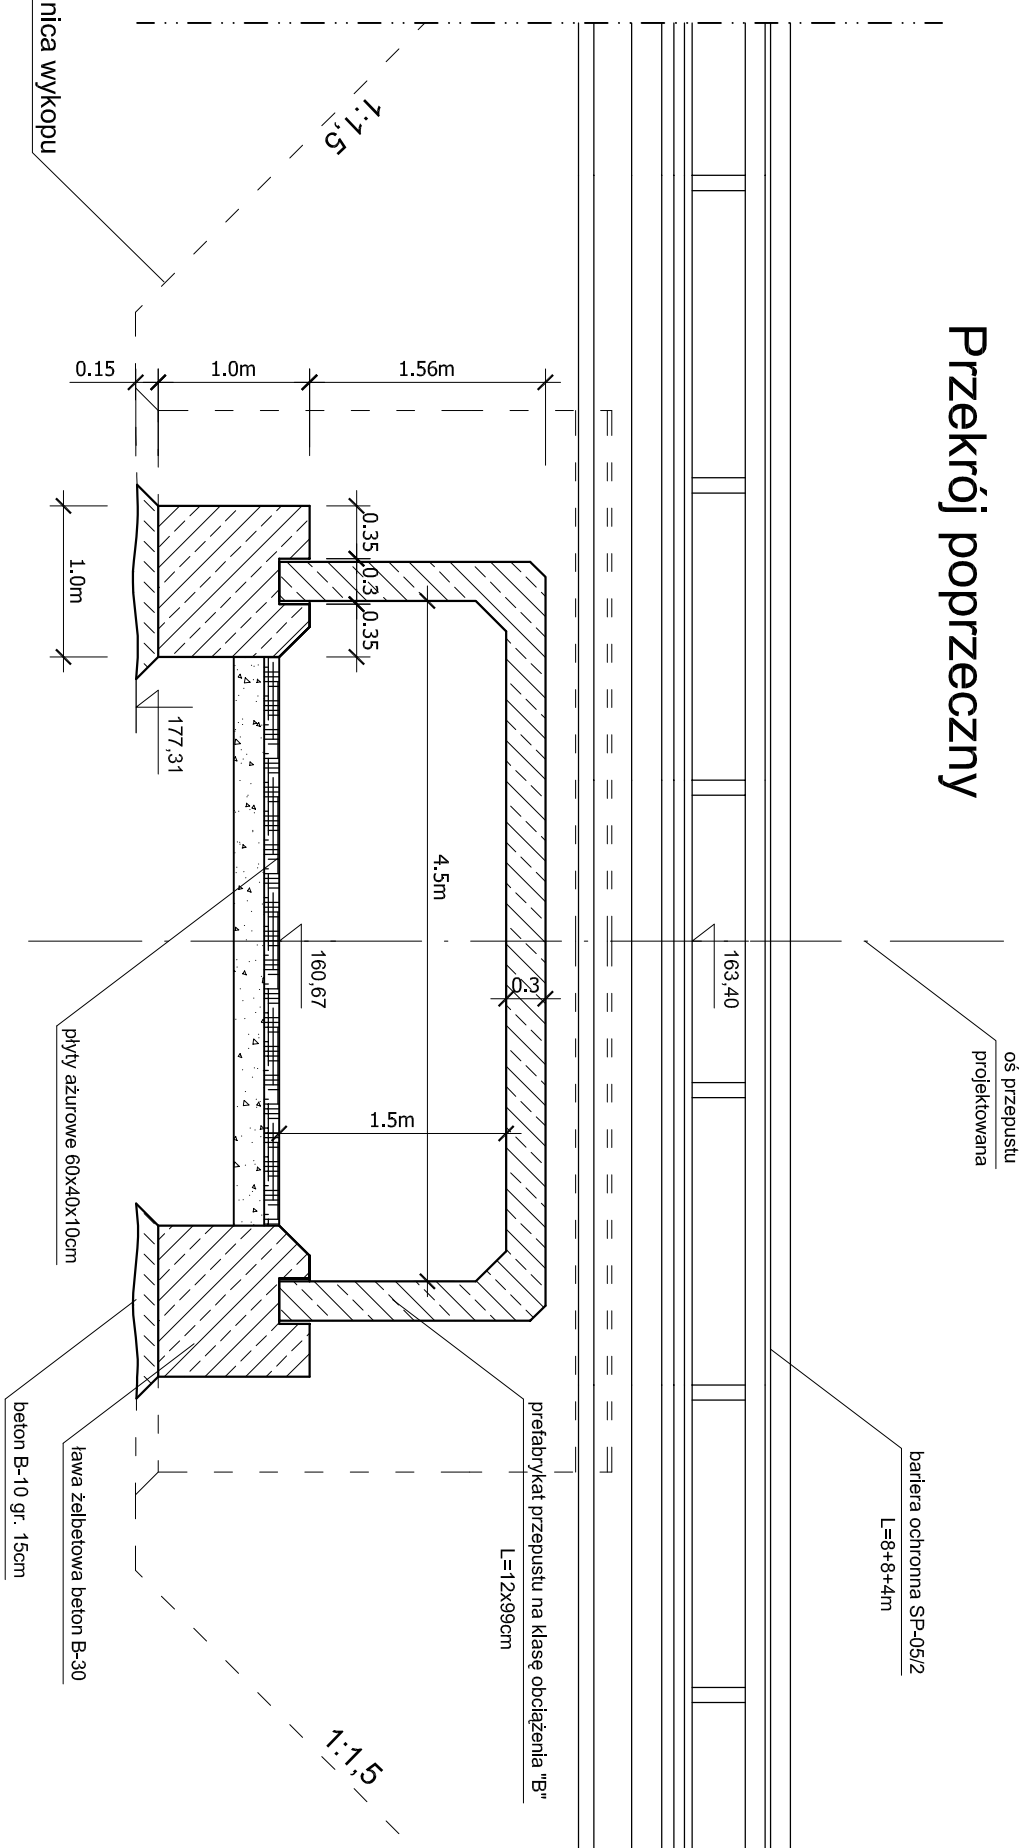 Przekrój poprzeczny
oś przepustu
projektowana
bariera ochronna SP-05/2
L=8+8+4m
163,40
prefabrykat przepustu na klasę obciążenia "B"
L=12x99cm
1:1,5
1:1,5
nica wykopu
0.15
1.0m
1.56m
0.35
0.3
0.35
1.0m
177,31
4.5m
0.3
160,67
1.5m
płyty ażurowe 60x40x10cm
ława żelbetowa beton B-30
beton B-10 gr. 15cm